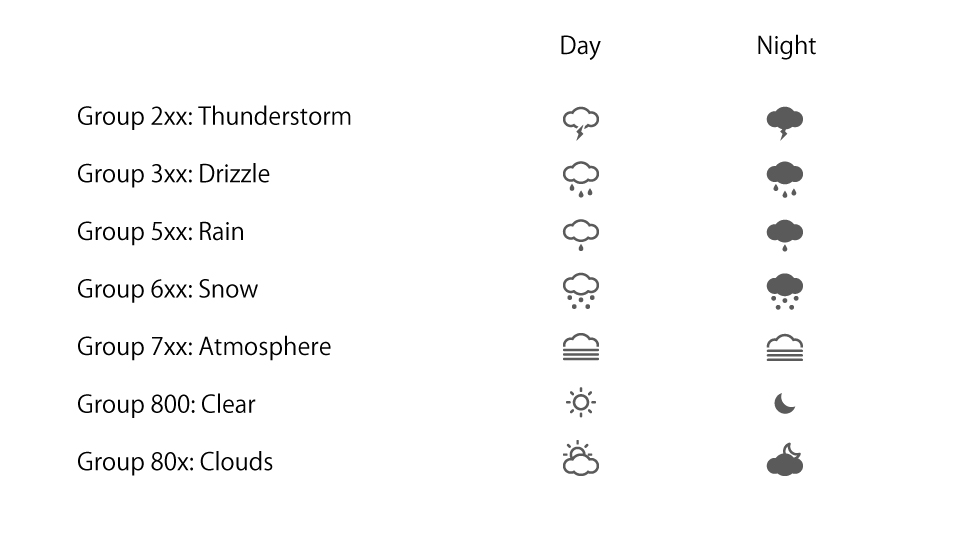 Day Night
Group 2xx: Thunderstorm
Group 3xx: Drizzle
Group 5xx: Rain
Group 6xx: Snow
Group 7xx: Atmosphere
Group 800: Clear
Group 80x: Clouds